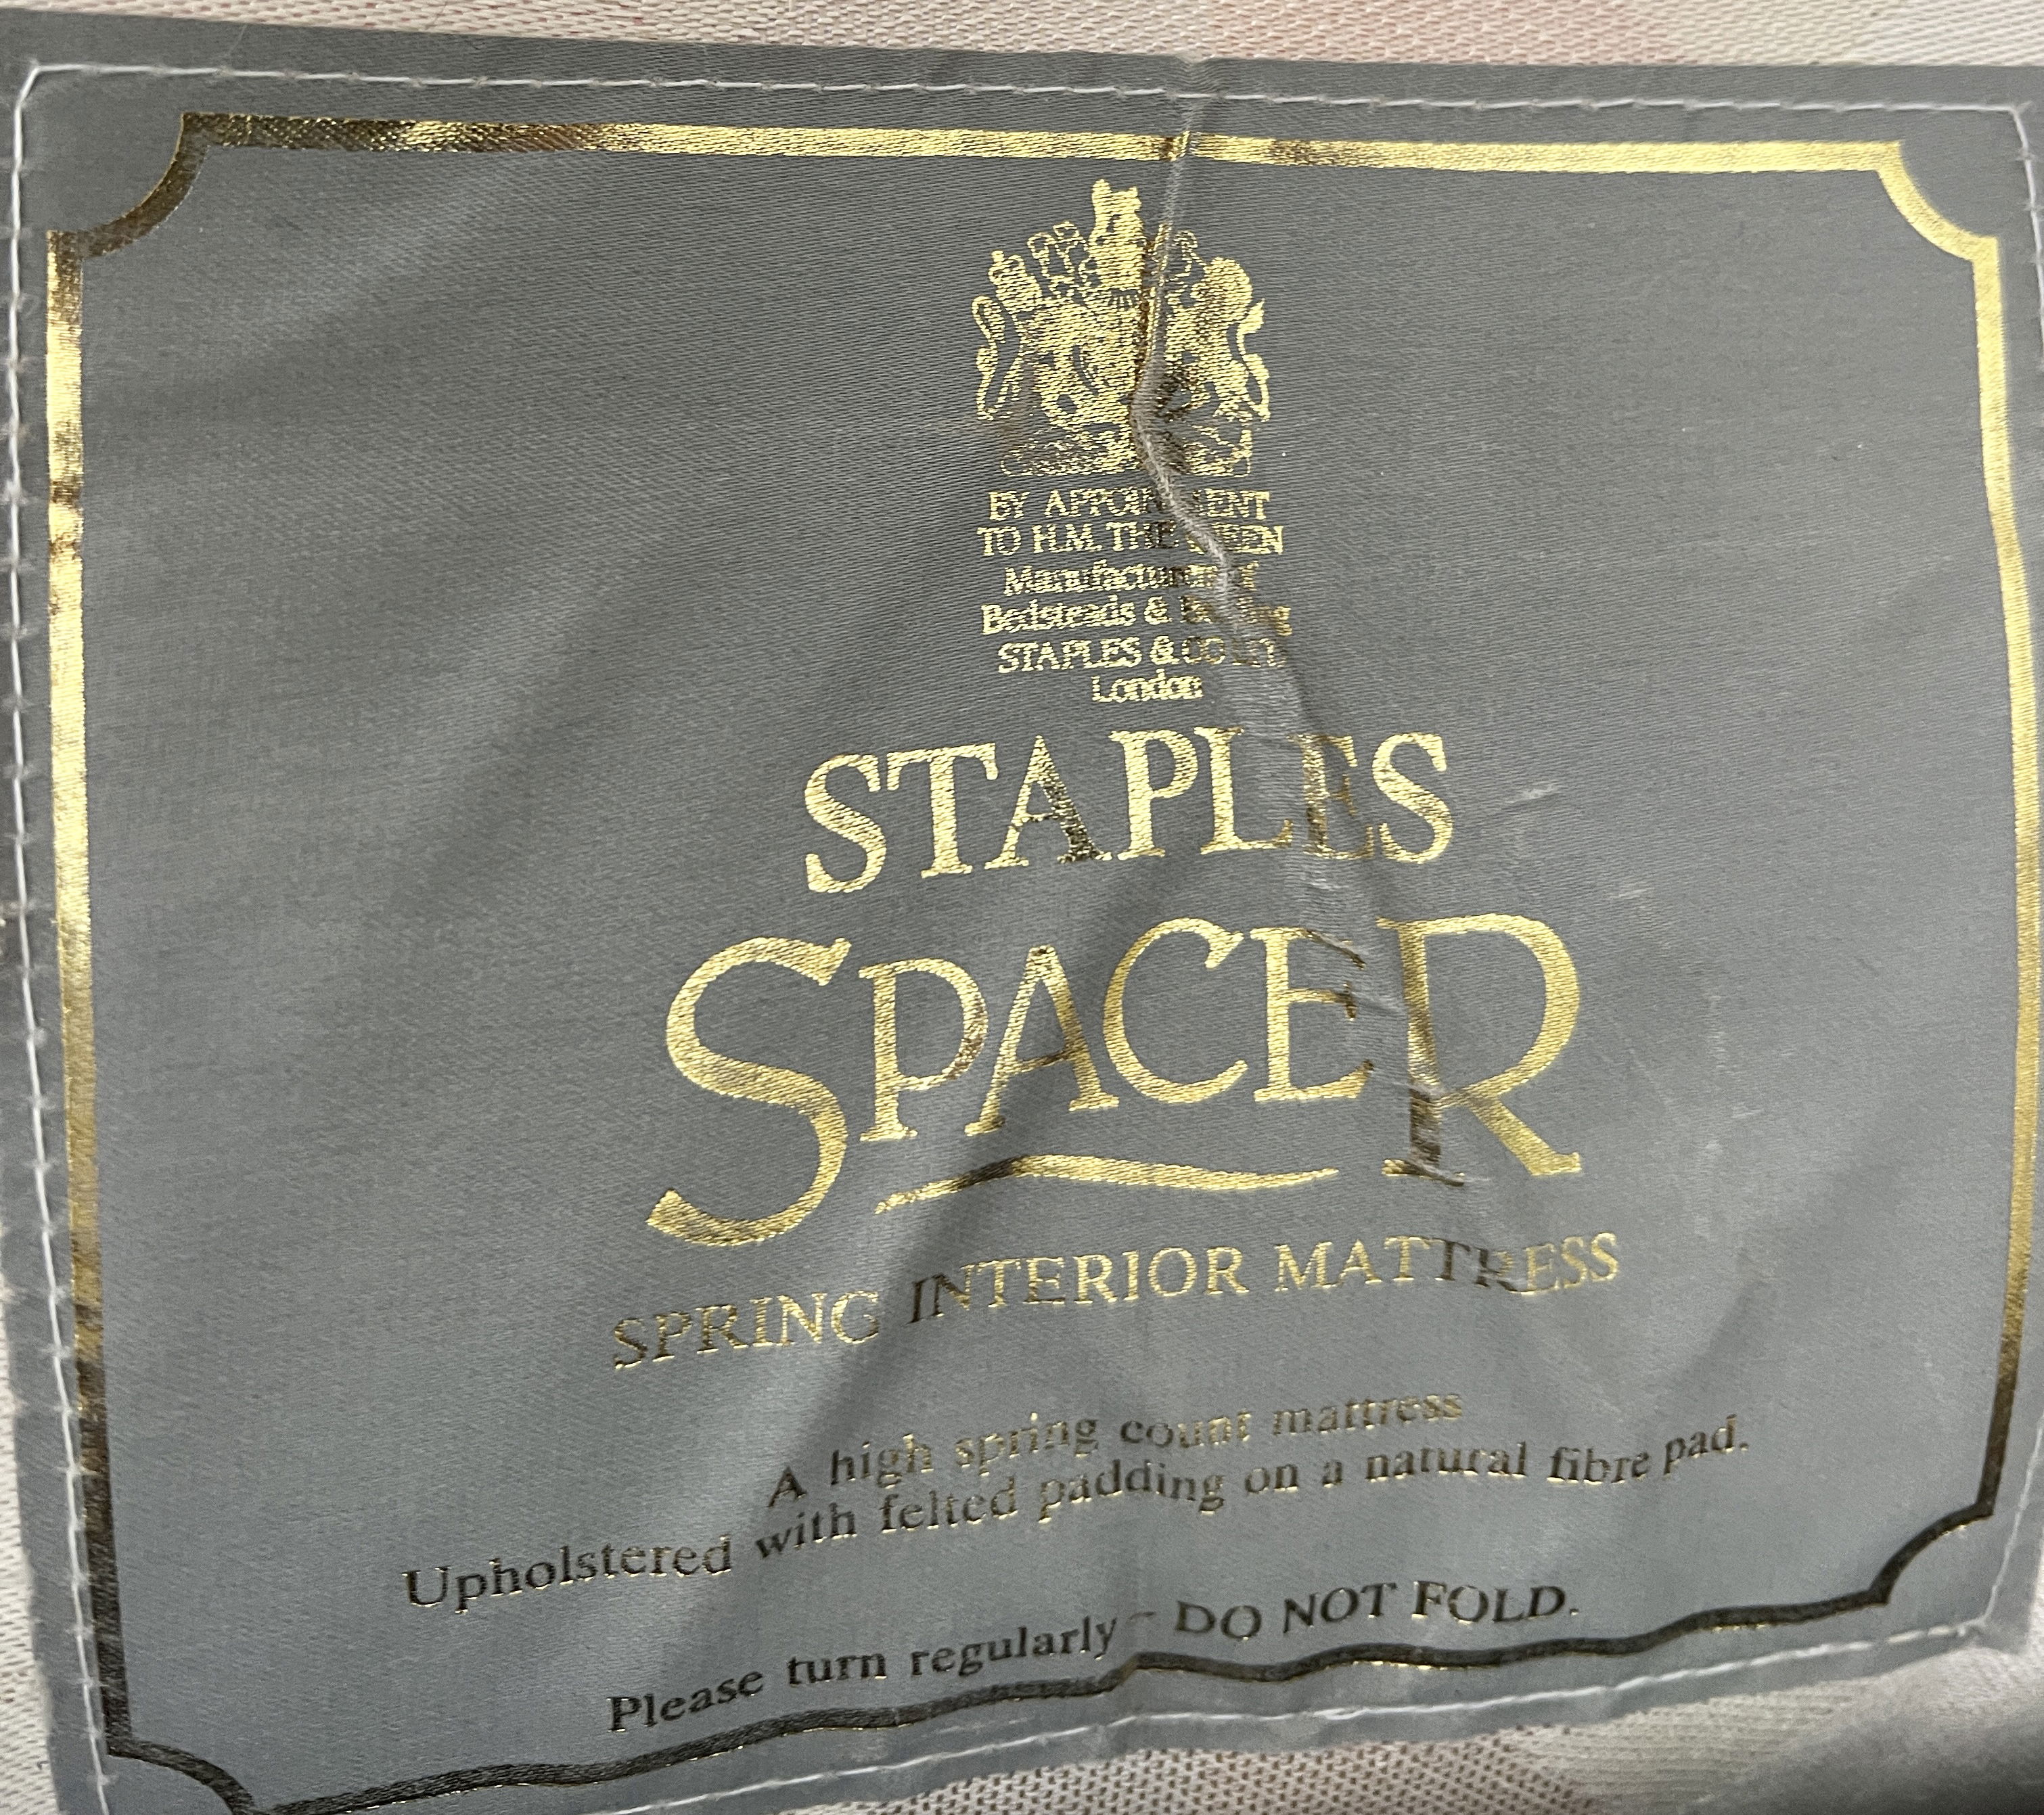 BY APPOINTMENT
TO H.M. THE QUEEN
Manufacturers of
Bedsteads & Bedding
STAPLES & CO LTD.
London
STAPLES
SPACER
SPRING INTERIOR MATTRESS
A high spring count mattress
Upholstered with felted padding on a natural fibre pad.
Please turn regularly - DO NOT FOLD.